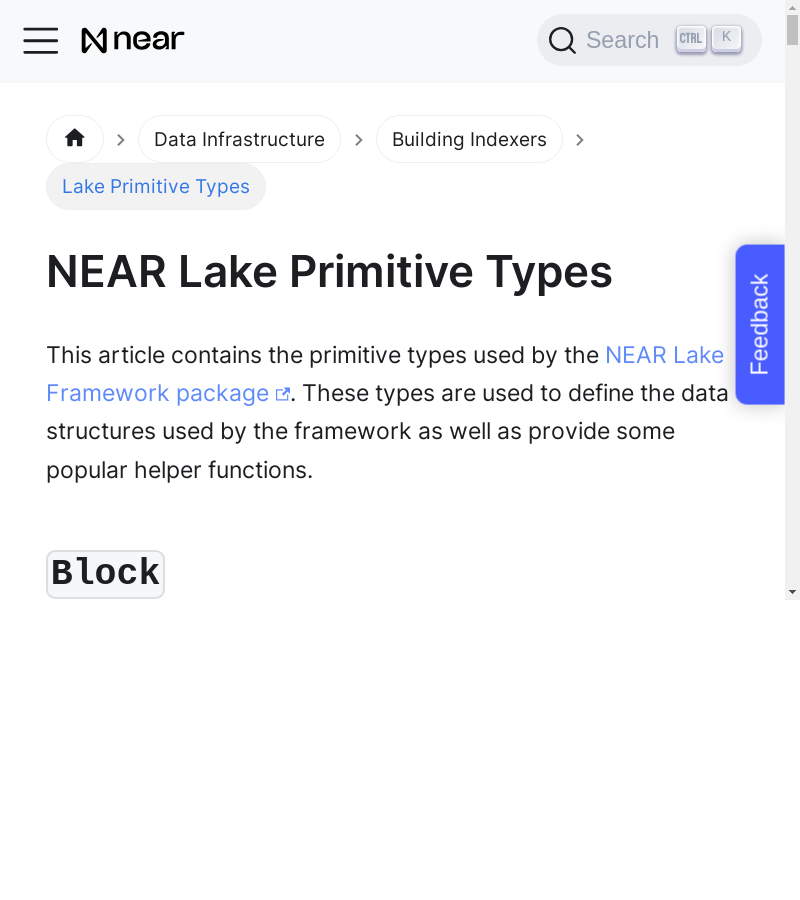 near
Search CTRL K
Data Infrastructure
Building Indexers
Lake Primitive Types
NEAR Lake Primitive Types
This article contains the primitive types used by the NEAR Lake
Framework package. These types are used to define the data
structures used by the framework as well as provide some
popular helper functions.
Feedback
Block